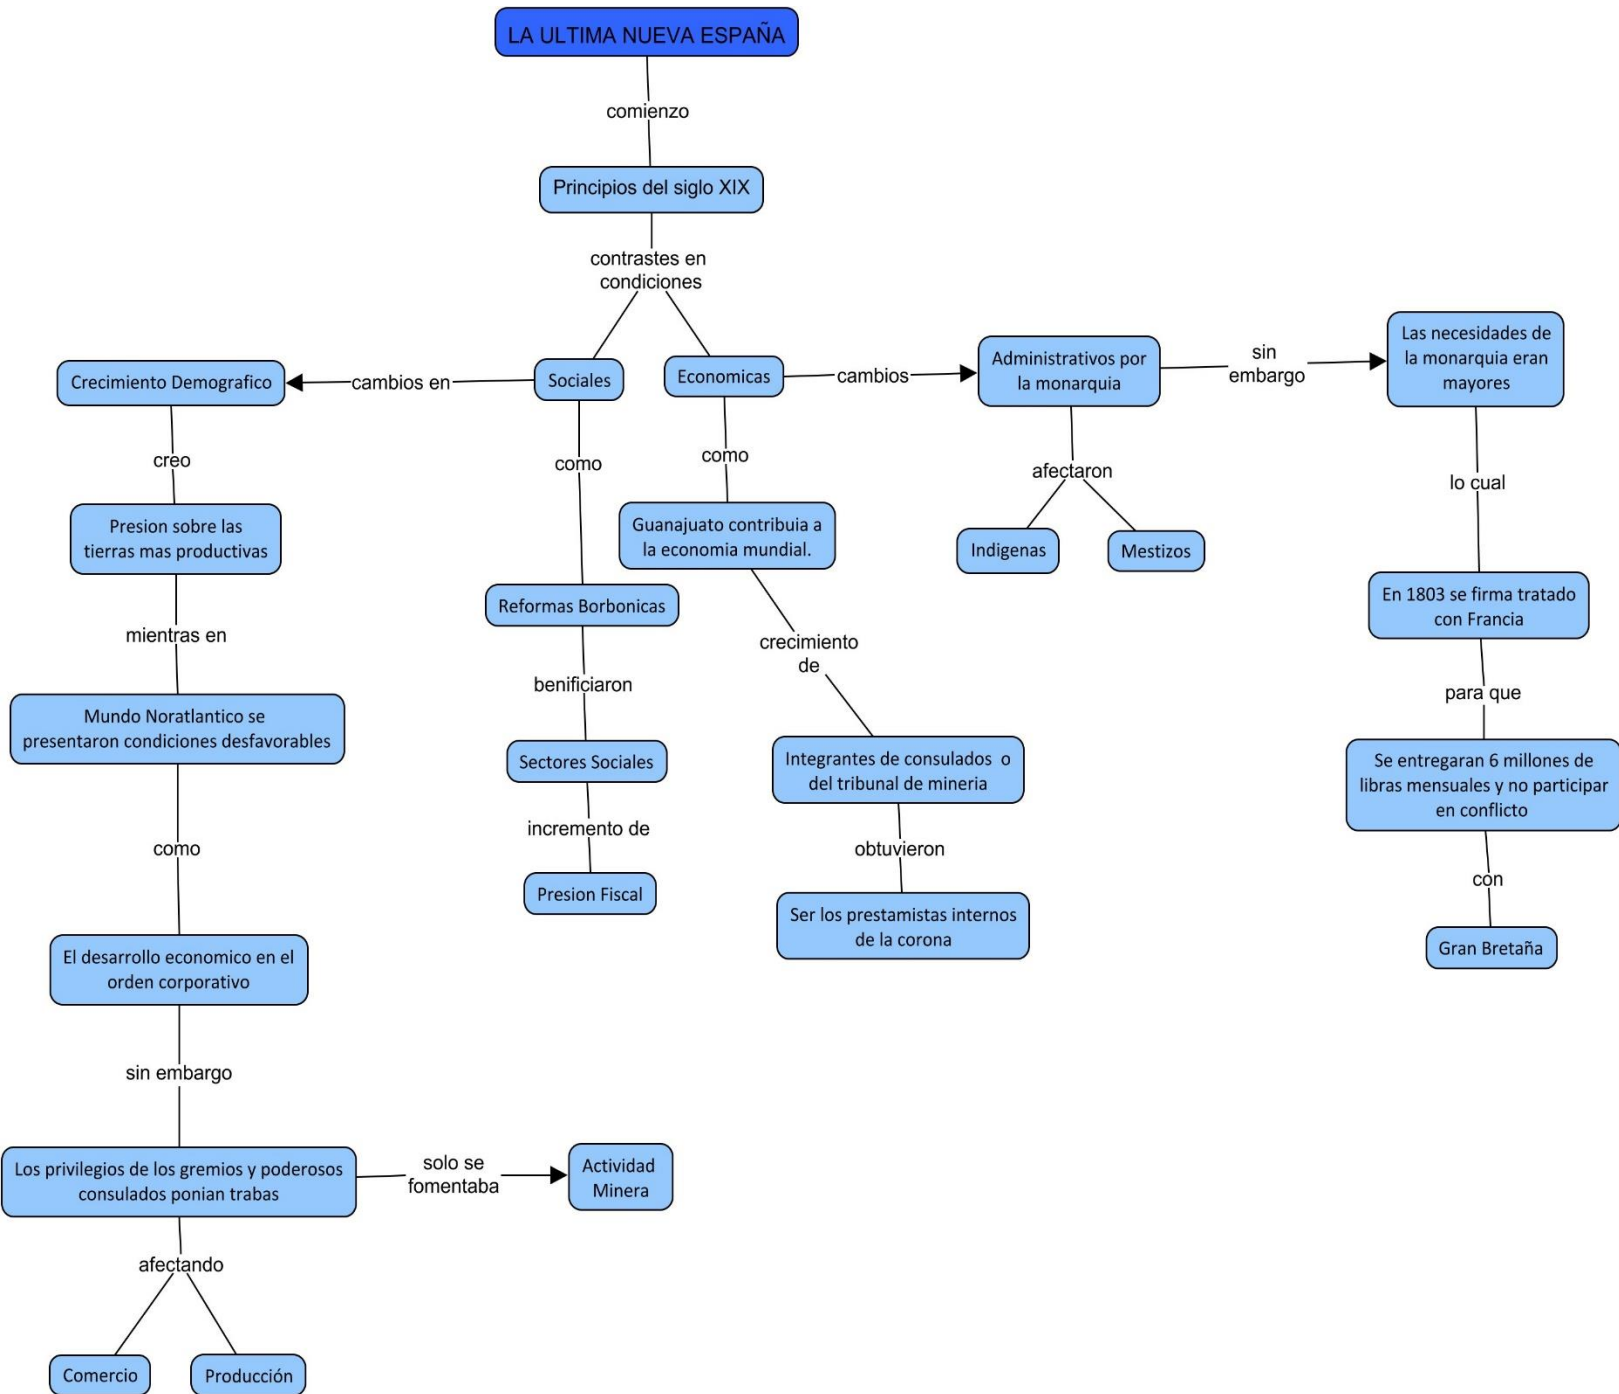 LA ULTIMA NUEVA ESPAÑA
comienzo
Principios del siglo XIX
contrastes en
condiciones
Sociales
cambios en
Crecimiento Demografico
creo
Presion sobre las
tierras mas productivas
mientras en
Mundo Noratlantico se
presentaron condiciones desfavorables
como
El desarrollo economico en el
orden corporativo
sin embargo
Los privilegios de los gremios y poderosos
consulados ponian trabas
solo se
fomentaba
Actividad
Minera
afectando
Comercio
Producción
como
Reformas Borbonicas
benificiaron
Sectores Sociales
incremento de
Presion Fiscal
Economicas
como
Guanajuato contribuia a
la economia mundial.
crecimiento
de
Integrantes de consulados o
del tribunal de mineria
obtuvieron
Ser los prestamistas internos
de la corona
cambios
Administrativos por
la monarquia
afectaron
Indigenas
Mestizos
sin
embargo
Las necesidades de
la monarquia eran
mayores
lo cual
En 1803 se firma tratado
con Francia
para que
Se entregaran 6 millones de
libras mensuales y no participar
en conflicto
con
Gran Bretaña